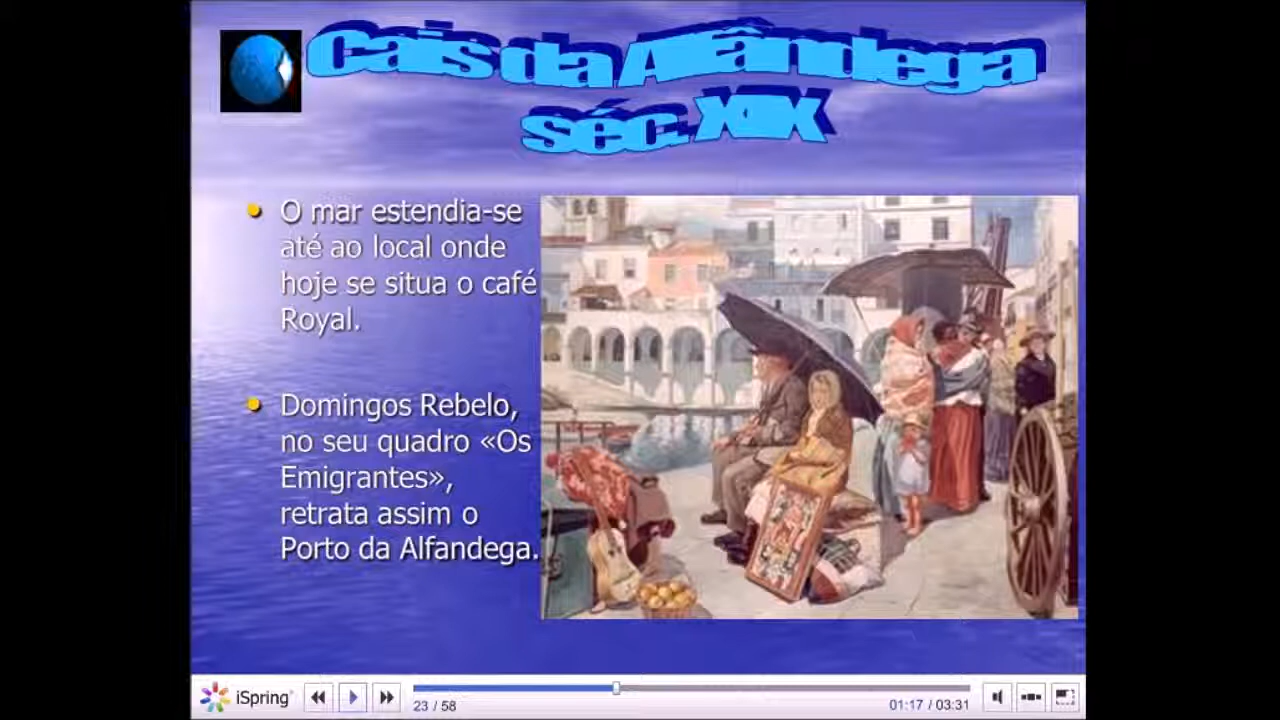 Cais da Alfândega
séc. XIX
O mar estendia-se
até ao local onde
hoje se situa o café
Royal.
Domingos Rebelo,
no seu quadro «Os
Emigrantes»,
retrata assim o
Porto da Alfandega.
iSpring
23 / 58
01:17 / 03:31